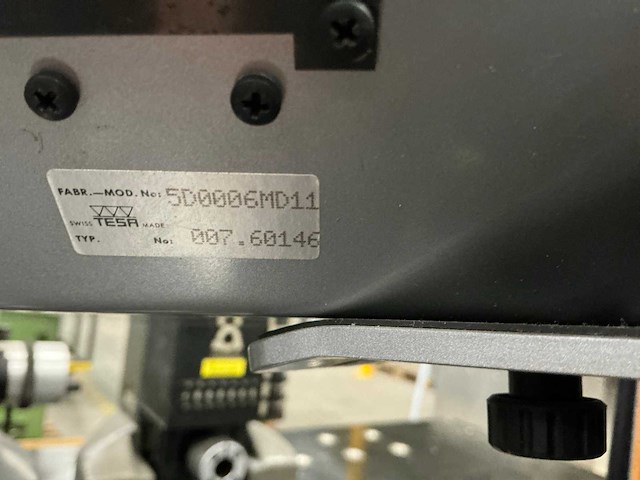 FABR.—MOD. No: 5D0006MD11
SWISS TESA MADE
TYP. No: 007.60146